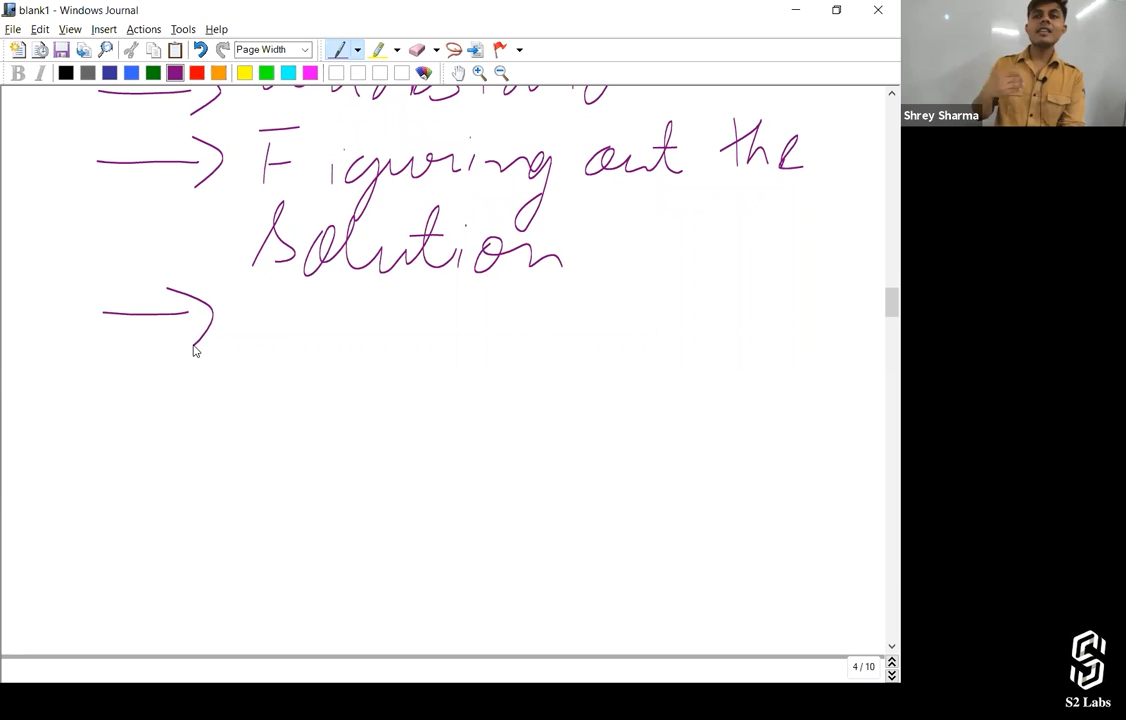 blank1 - Windows Journal
File Edit View Insert Actions Tools Help
Page Width
B I
Figuring out the
Solution
4 / 10
Shrey Sharma
S2 Labs